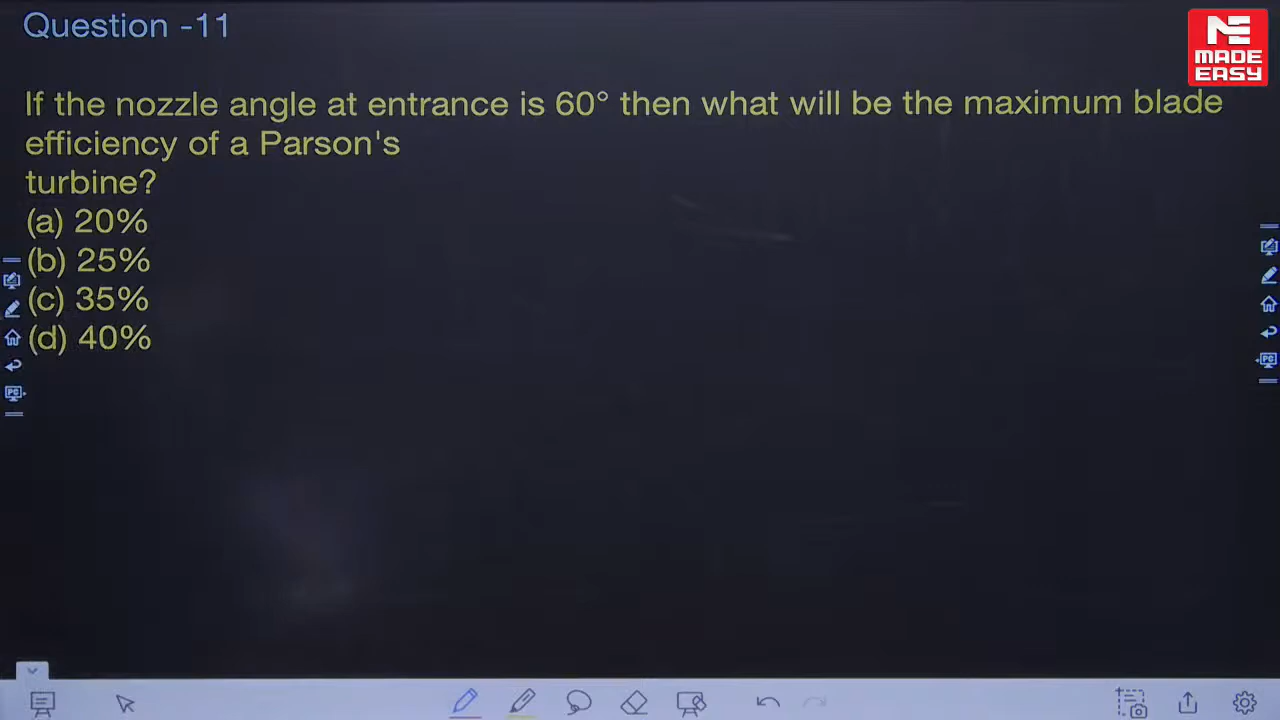 Question -11
MADE
EASY
If the nozzle angle at entrance is 60° then what will be the maximum blade
efficiency of a Parson's
turbine?
(a) 20%
(b) 25%
(c) 35%
(d) 40%